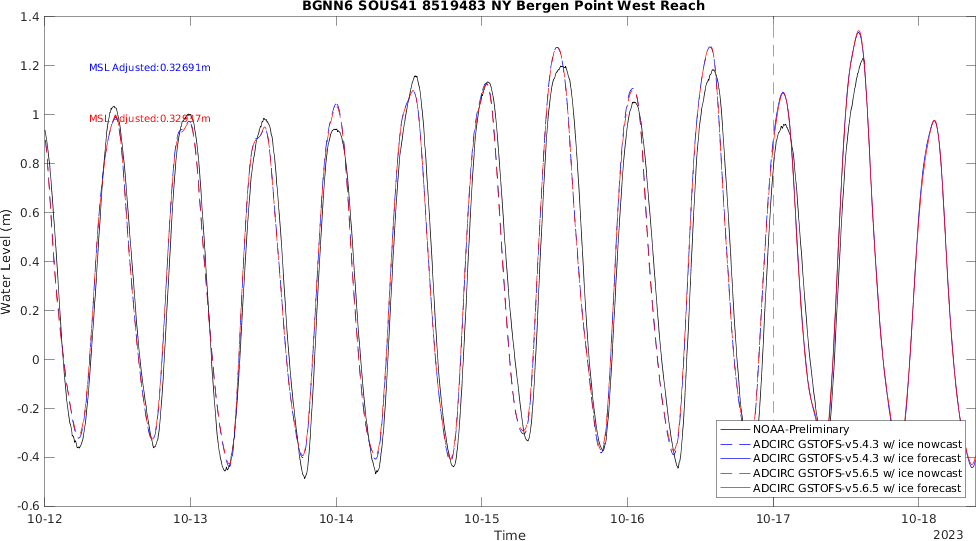 BGNN6 SOUS41 8519483 NY Bergen Point West Reach
1.4
1.2
1
0.8
0.6
0.4
0.2
0
-0.2
-0.4
-0.6
Water Level (m)
MSL Adjusted:0.32691m
MSL Adjusted:
NOAA-Preliminary
ADCIRC GSTOFS-v5.4.3 w/ ice nowcast
ADCIRC GSTOFS-v5.4.3 w/ ice forecast
ADCIRC GSTOFS-v5.6.5 w/ ice nowcast
ADCIRC GSTOFS-v5.6.5 w/ ice forecast
10-12 10-13 10-14 10-15 10-16 10-17 10-18
Time
2023